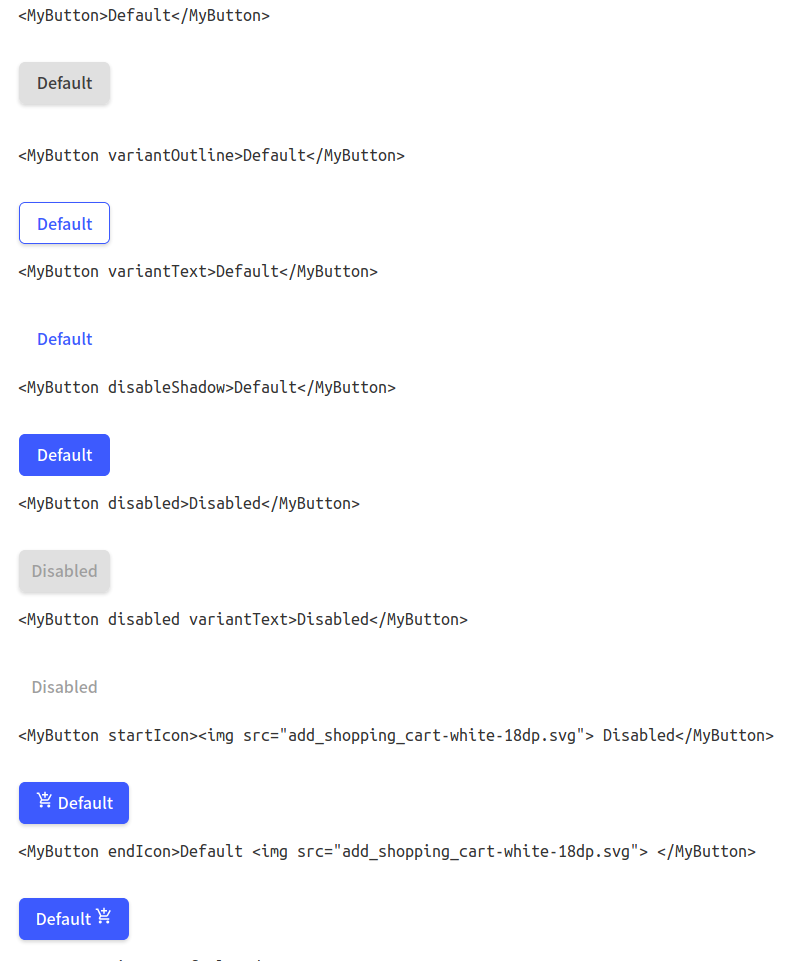 <MyButton>Default</MyButton>
Default
<MyButton variantOutline>Default</MyButton>
Default
<MyButton variantText>Default</MyButton>
Default
<MyButton disableShadow>Default</MyButton>
Default
<MyButton disabled>Disabled</MyButton>
Disabled
<MyButton disabled variantText>Disabled</MyButton>
Disabled
<MyButton startIcon><img src="add_shopping_cart-white-18dp.svg"> Disabled</MyButton>
Default
<MyButton endIcon>Default <img src="add_shopping_cart-white-18dp.svg"> </MyButton>
Default